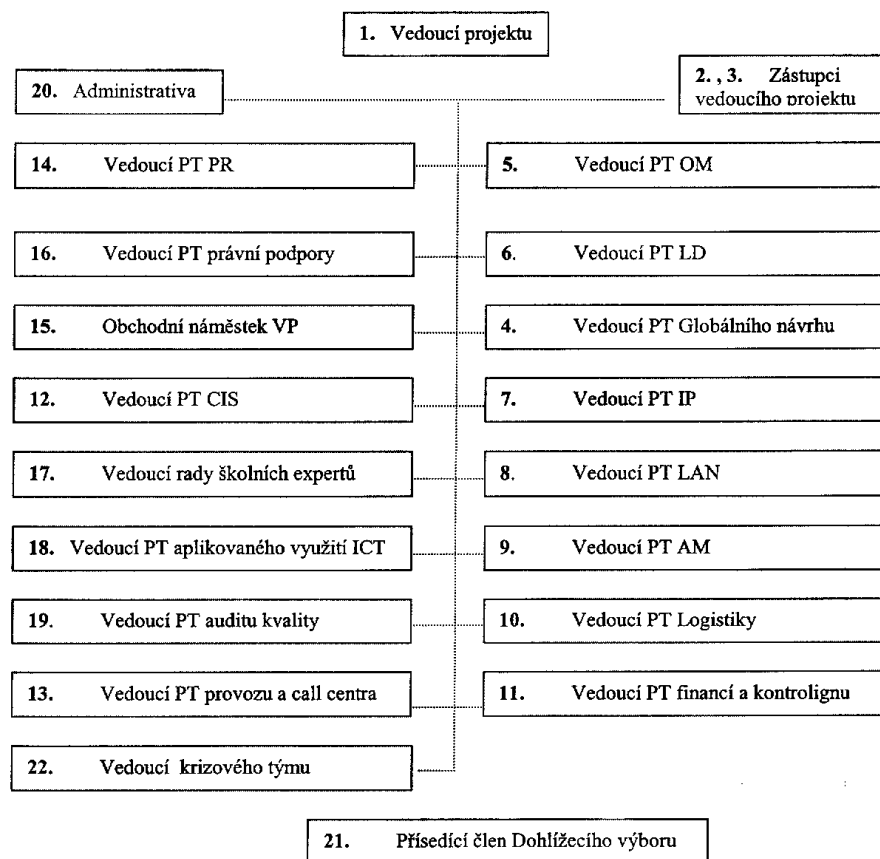 1. Vedoucí projektu
20. Administrativa
2. , 3. Zástupci
vedoucího projektu
14. Vedoucí PT PR
5. Vedoucí PT OM
16. Vedoucí PT právní podpory
6. Vedoucí PT LD
15. Obchodní náměstek VP
4. Vedoucí PT Globálního návrhu
12. Vedoucí PT CIS
7. Vedoucí PT IP
17. Vedoucí rady školních expertů
8. Vedoucí PT LAN
18. Vedoucí PT aplikovaného využití ICT
9. Vedoucí PT AM
19. Vedoucí PT auditu kvality
10. Vedoucí PT Logistiky
13. Vedoucí PT provozu a call centra
11. Vedoucí PT financí a kontrolignu
22. Vedoucí krizového týmu
21. Přísedící člen Dohlížecího výboru